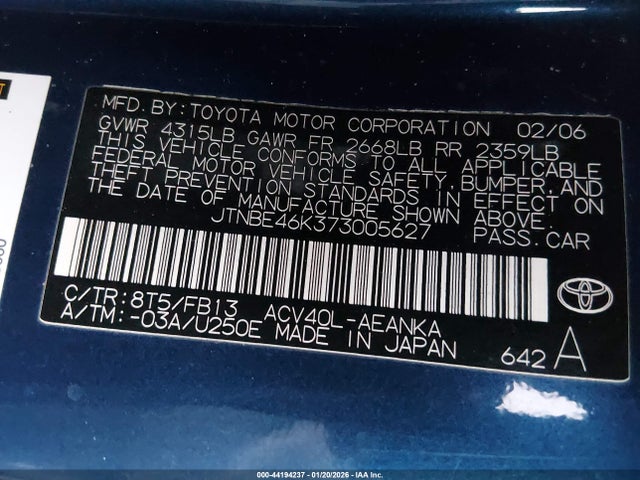 MFD. BY: TOYOTA MOTOR CORPORATION 02/06
GVWR 4315LB GAWR FR 2668LB RR 2359LB
THIS VEHICLE CONFORMS TO ALL APPLICABLE
FEDERAL MOTOR VEHICLE SAFETY, BUMPER, AND
THEFT PREVENTION STANDARDS IN EFFECT ON
THE DATE OF MANUFACTURE SHOWN ABOVE.
JTNBE46K373005627 PASS. CAR
C/TR: 8T5/FB13 ACV40L-AEANKA
A/TM: -03A/U250E MADE IN JAPAN 642 A
000-44194237 - 01/20/2026 - IAA Inc.